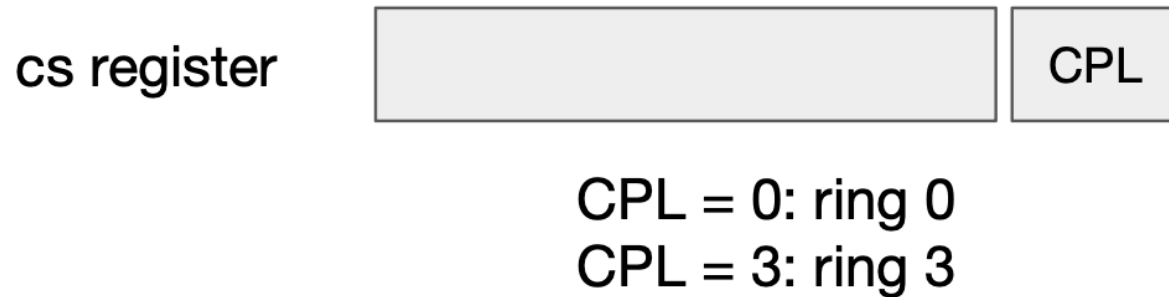 cs register CPL
CPL = 0: ring 0
CPL = 3: ring 3